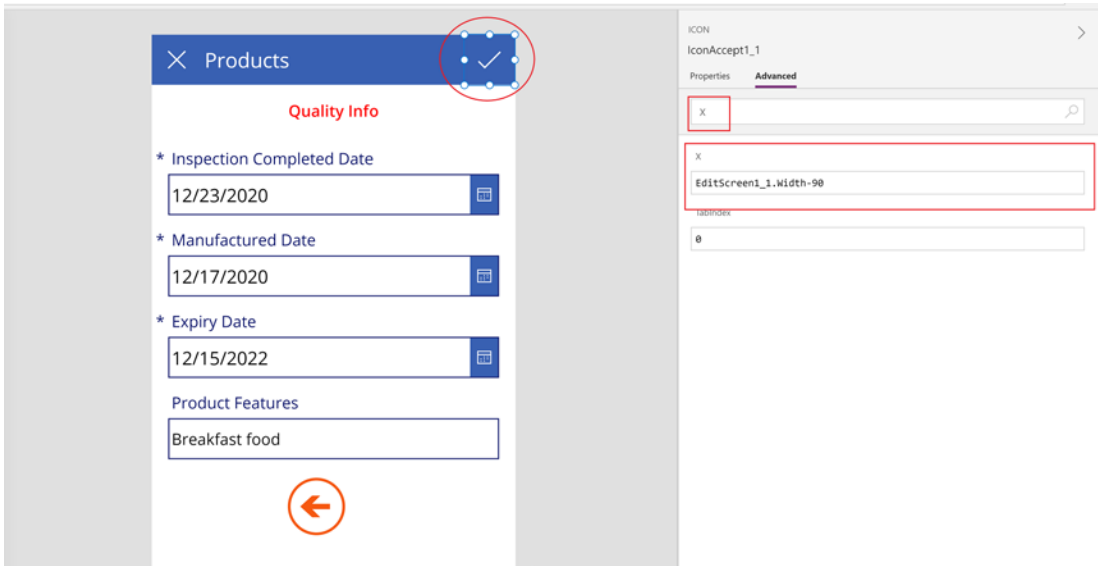 Products
Quality Info
* Inspection Completed Date
12/23/2020
* Manufactured Date
12/17/2020
* Expiry Date
12/15/2022
Product Features
Breakfast food
ICON
IconAccept1_1
Properties Advanced
X
X
EditScreen1_1.Width-90
TabIndex
0